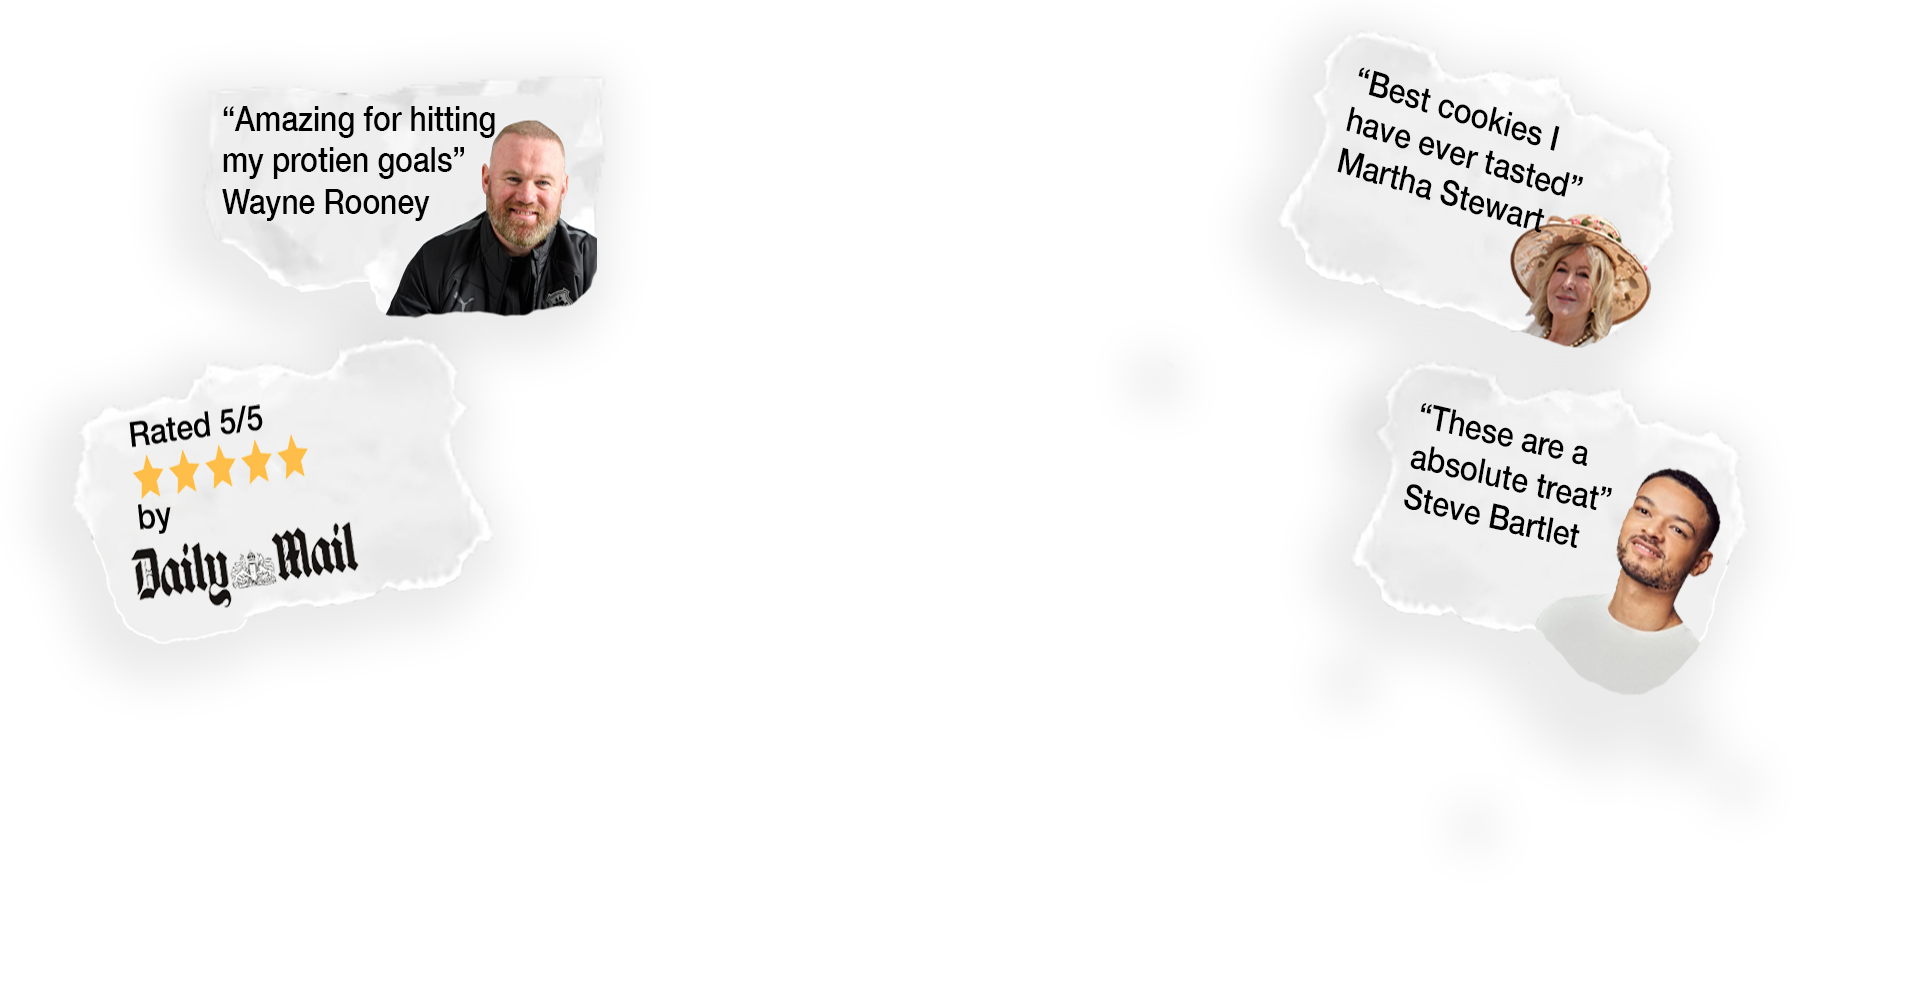 “Amazing for hitting
my protien goals”
Wayne Rooney
Rated 5/5
by
Daily Mail
“Best cookies I
have ever tasted”
Martha Stewart
“These are a
absolute treat”
Steve Bartlet